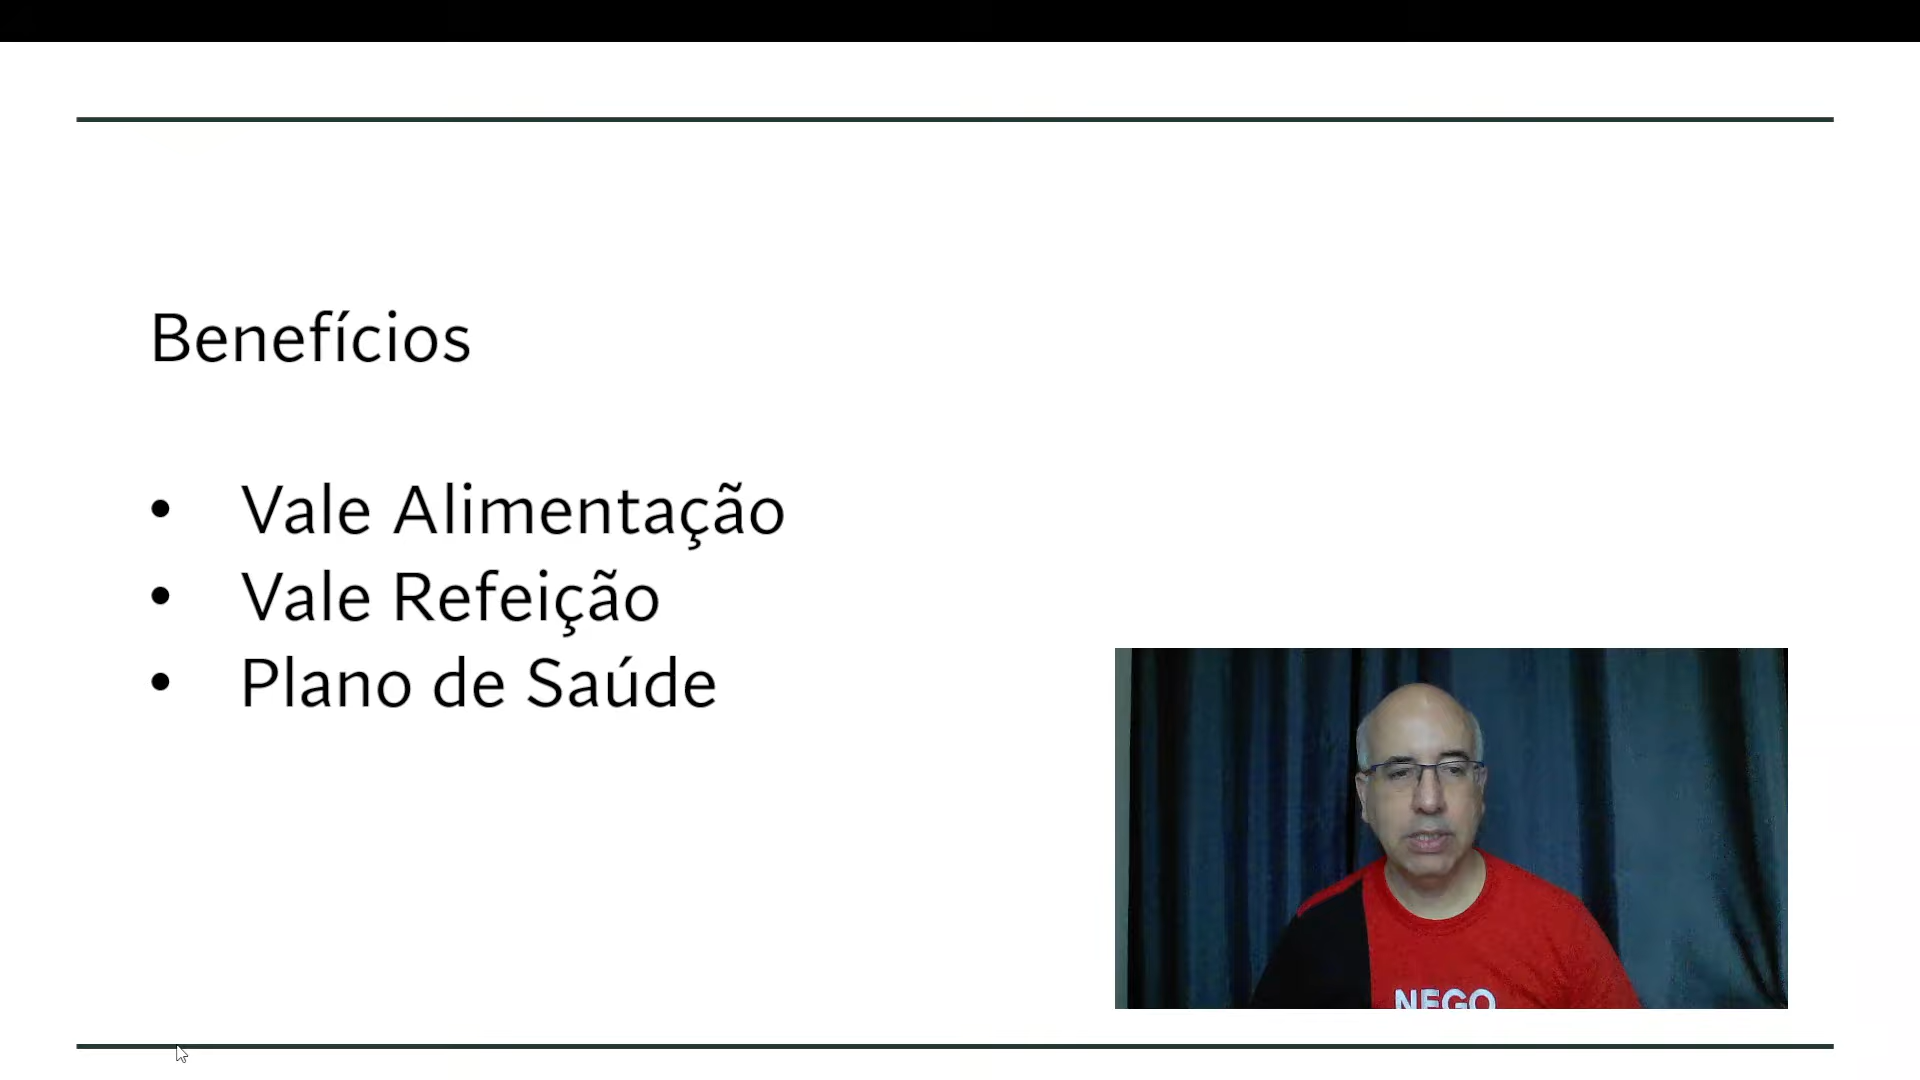 Benefícios
• Vale Alimentação
• Vale Refeição
• Plano de Saúde
NEGO